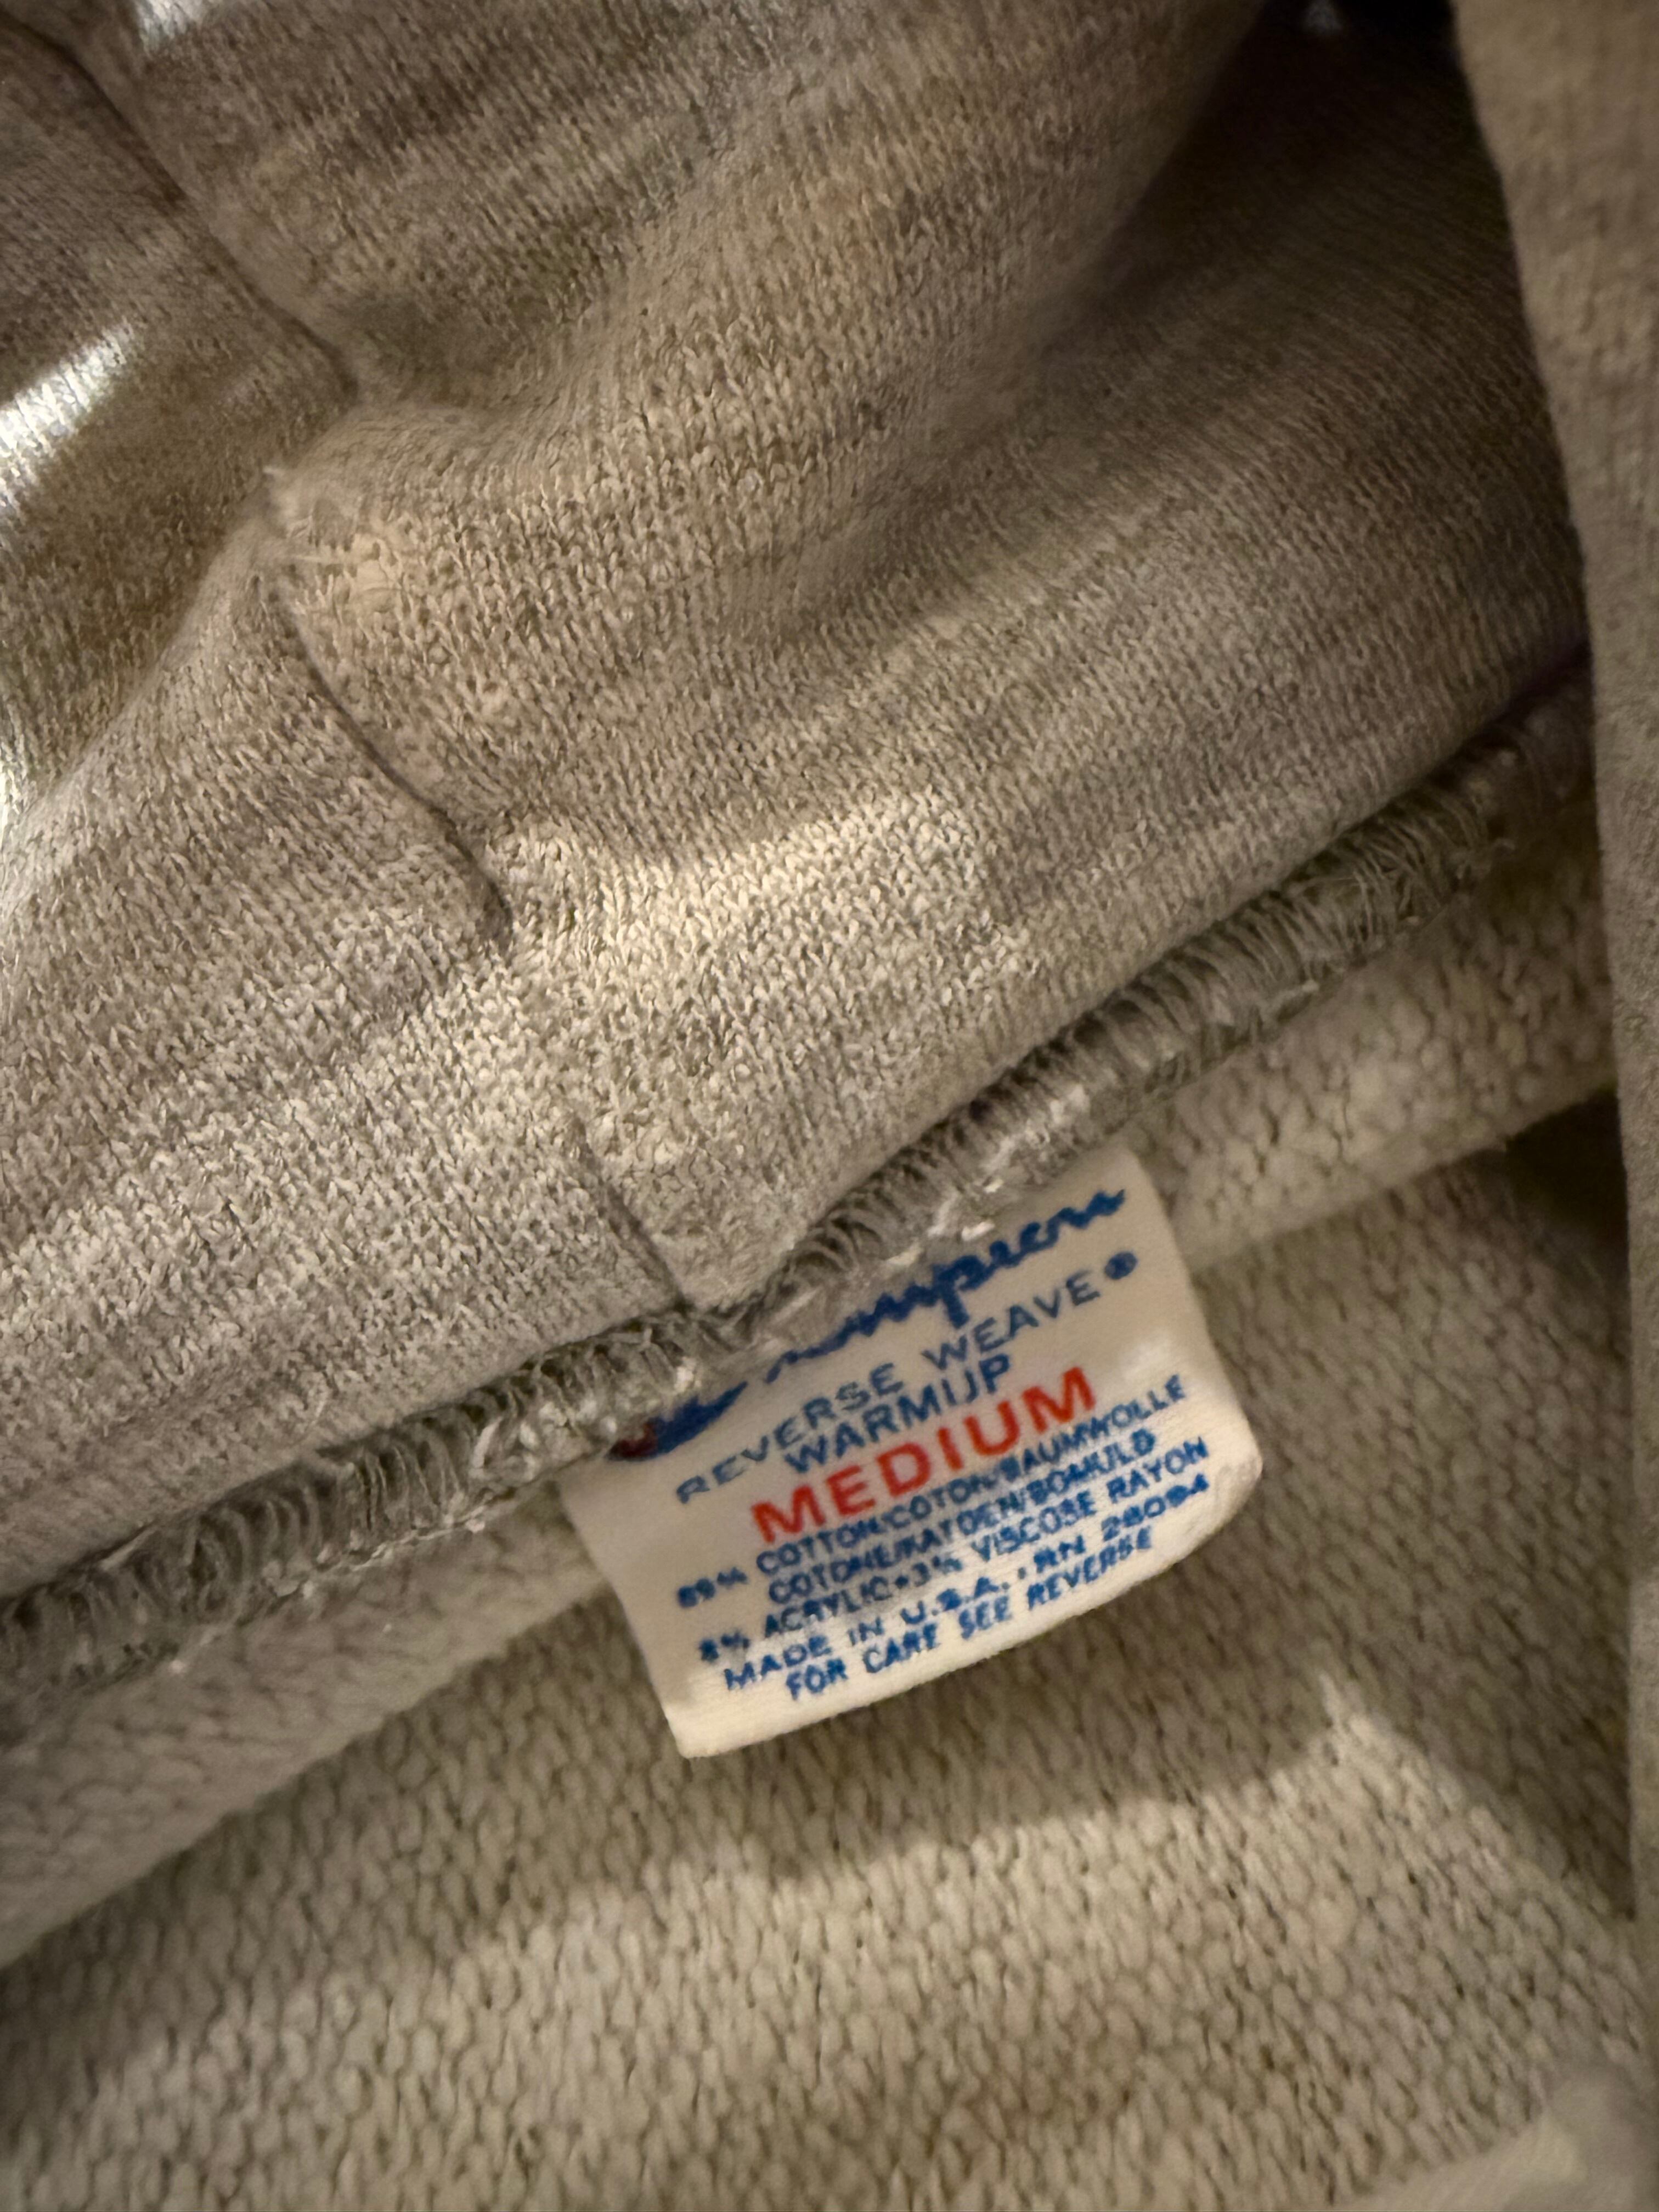 Champion
REVERSE WEAVE®
WARMUP
MEDIUM
89% COTTON/COTON/BAUMWOLLE
COTONE/KATOEN/BOMULD
8% ACRYLIC•3% VISCOSE RAYON
MADE IN U.S.A. • RN 26094
FOR CARE SEE REVERSE